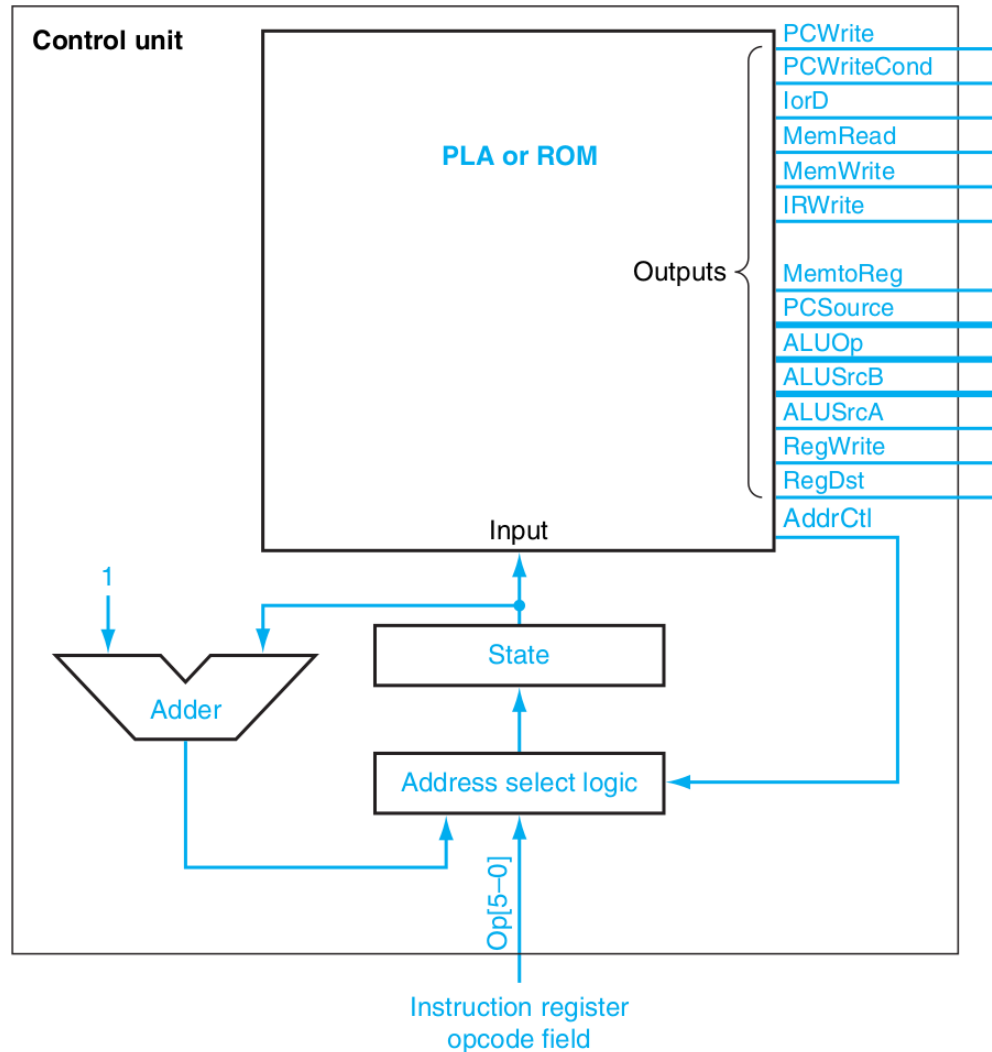 Control unit
PLA or ROM
Outputs
PCWrite
PCWriteCond
IorD
MemRead
MemWrite
IRWrite
MemtoReg
PCSource
ALUOp
ALUSrcB
ALUSrcA
RegWrite
RegDst
AddrCtl
Input
1
State
Adder
Address select logic
Op[5–0]
Instruction register
opcode field